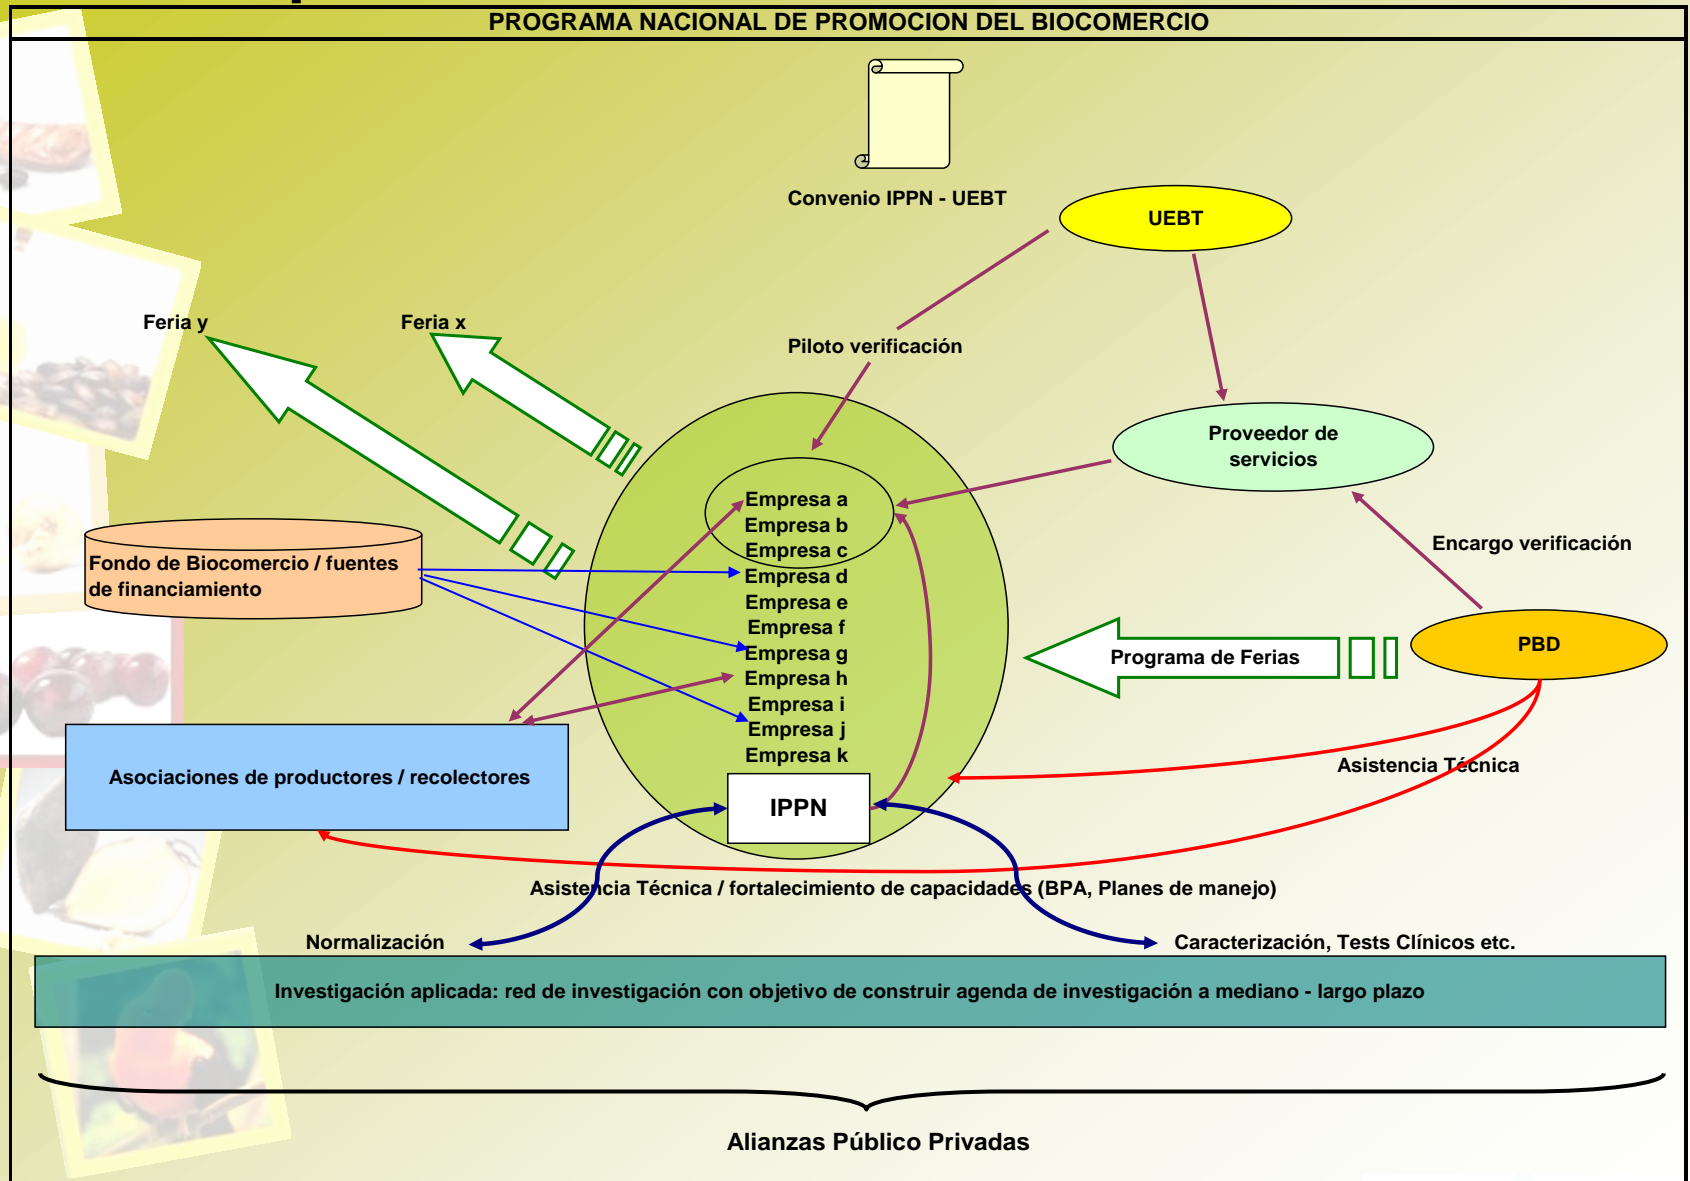 PROGRAMA NACIONAL DE PROMOCION DEL BIOCOMERCIO
Convenio IPPN - UEBT
UEBT
Feria y
Feria x
Piloto verificación
Proveedor de
servicios
Empresa a
Empresa b
Empresa c
Empresa d
Empresa e
Empresa f
Empresa g
Empresa h
Empresa i
Empresa j
Empresa k
Encargo verificación
Fondo de Biocomercio / fuentes
de financiamiento
Programa de Ferias
PBD
Asociaciones de productores / recolectores
IPPN
Asistencia Técnica
Asistencia Técnica / fortalecimiento de capacidades (BPA, Planes de manejo)
Normalización
Caracterización, Tests Clínicos etc.
Investigación aplicada: red de investigación con objetivo de construir agenda de investigación a mediano - largo plazo
Alianzas Público Privadas